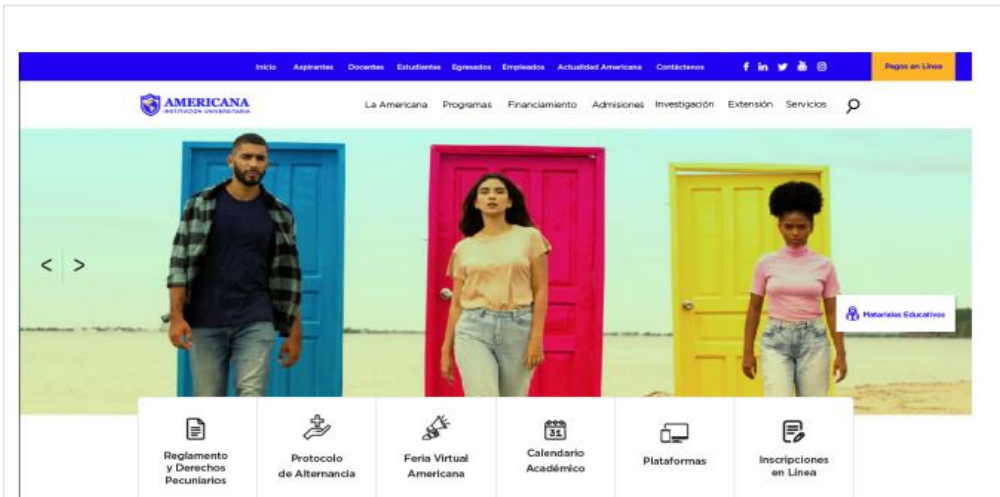 Inicio Aspirantes Docentes Estudiantes Egresados Empleados Actualidad Americana Contáctenos Pagos en Línea
AMERICANA
INSTITUCIÓN UNIVERSITARIA
La Americana Programas Financiamiento Admisiones Investigación Extensión Servicios
< >
Materiales Educativos
Reglamento
y Derechos
Pecuniarios
Protocolo
de Alternancia
Feria Virtual
Americana
31
Calendario
Académico
Plataformas
Inscripciones
en Línea